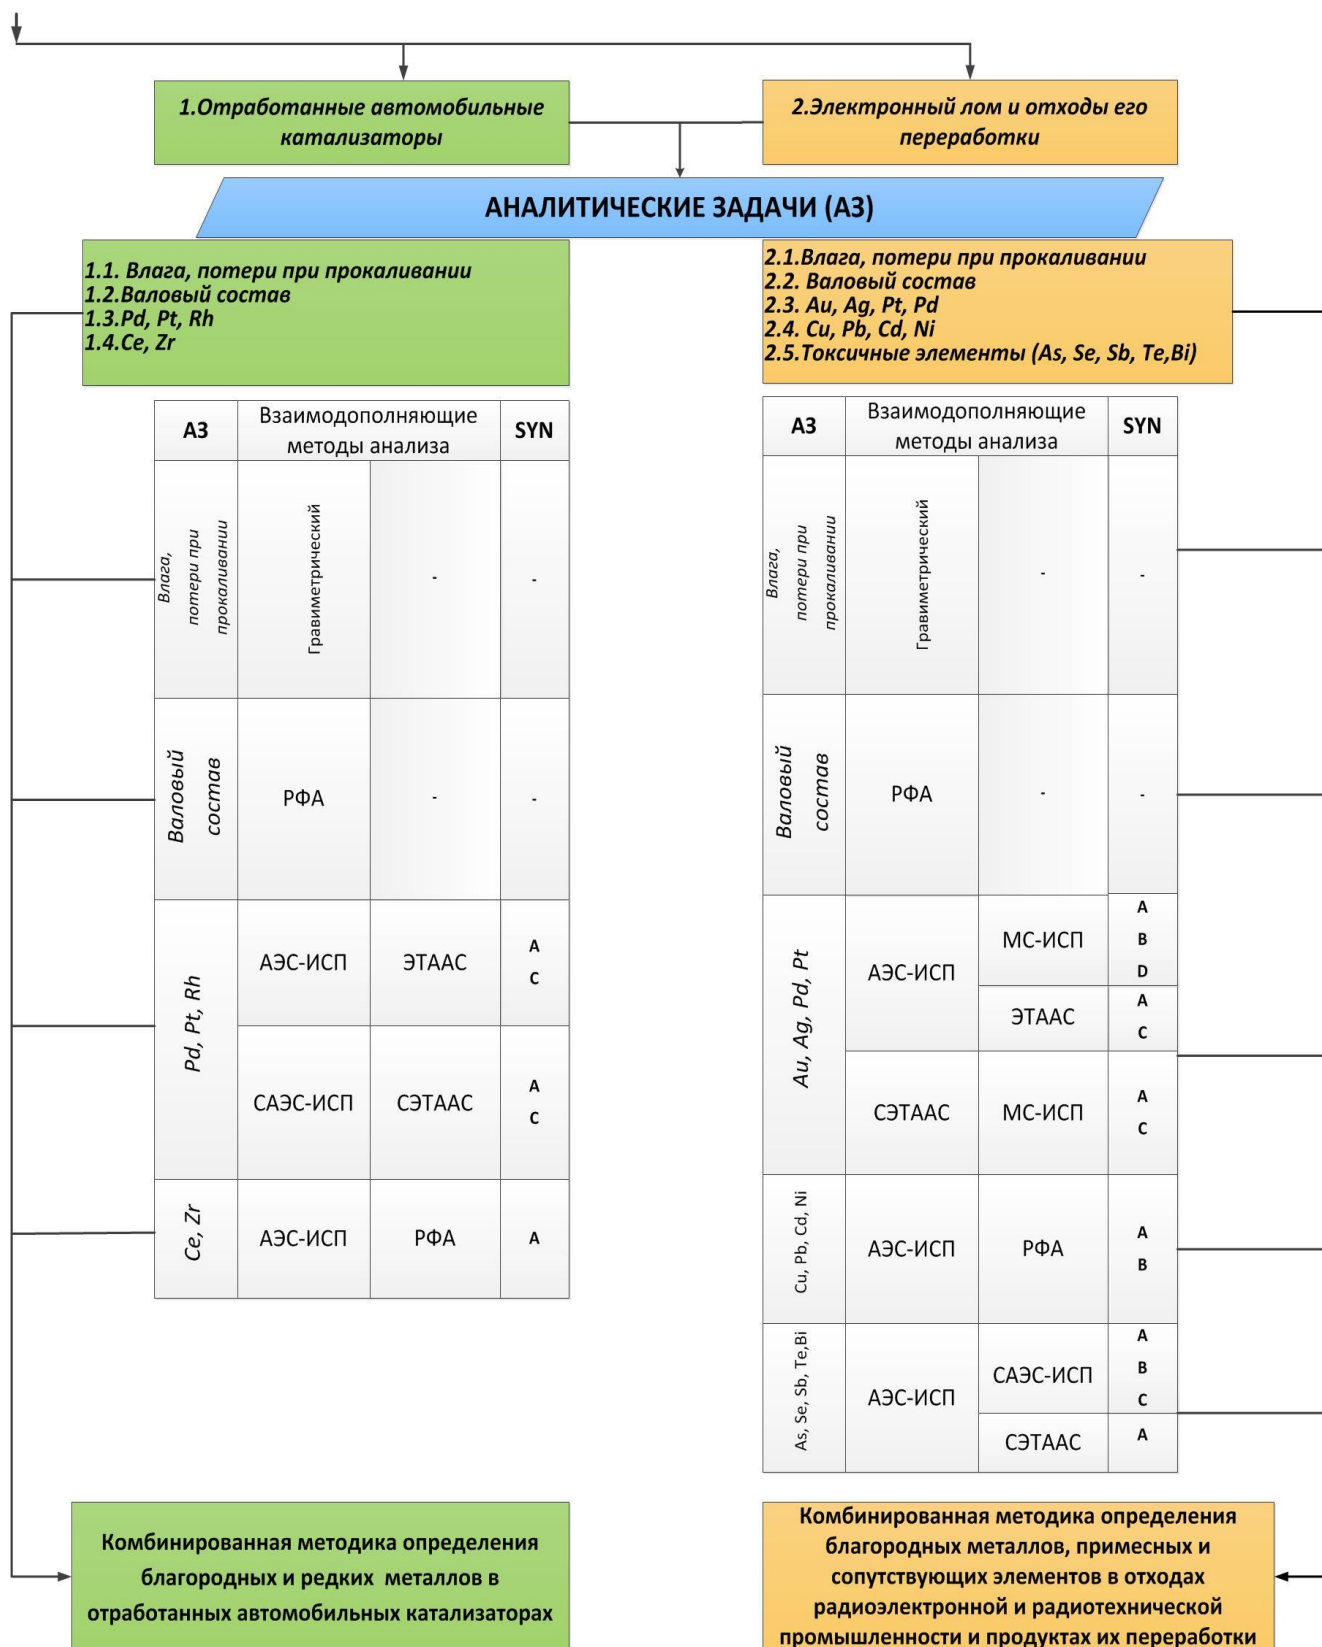 1.Отработанные автомобильные
катализаторы
2.Электронный лом и отходы его
переработки
АНАЛИТИЧЕСКИЕ ЗАДАЧИ (АЗ)
1.1. Влага, потери при прокаливании
1.2.Валовый состав
1.3.Pd, Pt, Rh
1.4.Ce, Zr
2.1.Влага, потери при прокаливании
2.2. Валовый состав
2.3. Au, Ag, Pt, Pd
2.4. Cu, Pb, Cd, Ni
2.5.Токсичные элементы (As, Se, Sb, Te,Bi)
АЗ
Взаимодополняющие
методы анализа
SYN
Влага,
потери при
прокаливании
Гравиметрический
-
-
Валовый
состав
РФА
-
-
Pd, Pt, Rh
АЭС-ИСП
ЭТААС
A
C
САЭС-ИСП
СЭТААС
A
C
Ce, Zr
АЭС-ИСП
РФА
A
АЗ
Взаимодополняющие
методы анализа
SYN
Влага,
потери при
прокаливании
Гравиметрический
-
-
Валовый
состав
РФА
-
-
Au, Ag, Pd, Pt
АЭС-ИСП
МС-ИСП
A
B
D
ЭТААС
A
C
СЭТААС
МС-ИСП
A
C
Cu, Pb, Cd, Ni
АЭС-ИСП
РФА
A
B
As, Se, Sb, Te,Bi
АЭС-ИСП
САЭС-ИСП
A
B
C
СЭТААС
A
Комбинированная методика определения
благородных и редких металлов в
отработанных автомобильных катализаторах
Комбинированная методика определения
благородных металлов, примесных и
сопутствующих элементов в отходах
радиоэлектронной и радиотехнической
промышленности и продуктах их переработки